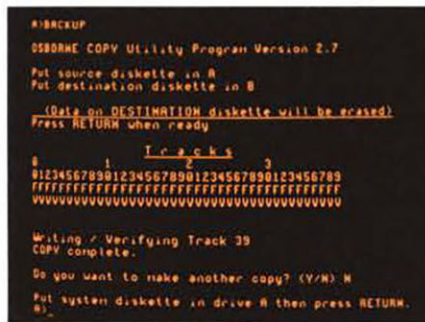 A>BACKUP
OSBORNE COPY Utility Program Version 2.7
Put source diskette in A
Put destination diskette in B
(Data on DESTINATION diskette will be erased)
Press RETURN when ready
T r a c k s
0 1 2 3
0123456789012345678901234567890123456789
FFFFFFFFFFFFFFFFFFFFFFFFFFFFFFFFFFFFFFFF
VVVVVVVVVVVVVVVVVVVVVVVVVVVVVVVVVVVVVVVV
Writing / Verifying Track 39
COPY complete.
Do you want to make another copy? (Y/N) N
Put system diskette in drive A then press RETURN.
A>_